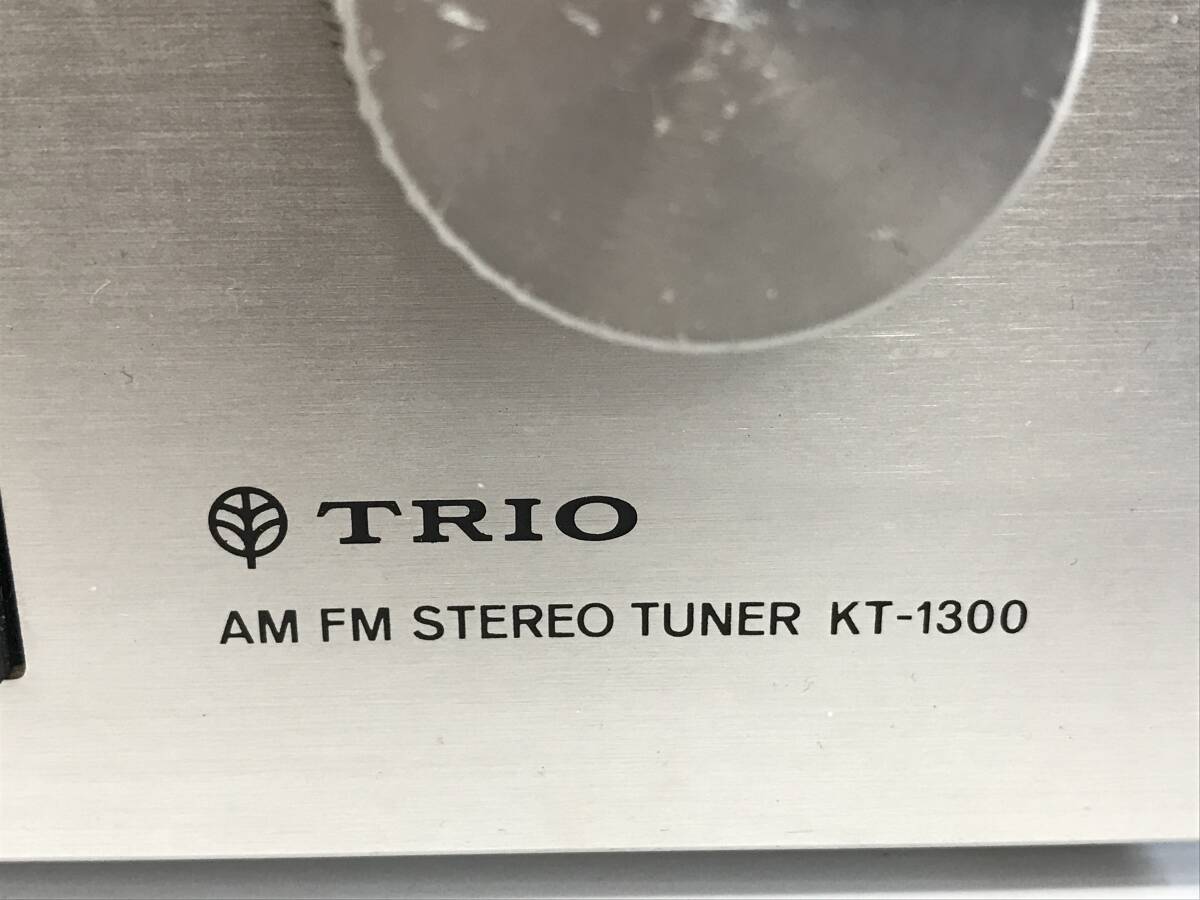 TRIO
AM FM STEREO TUNER KT-1300